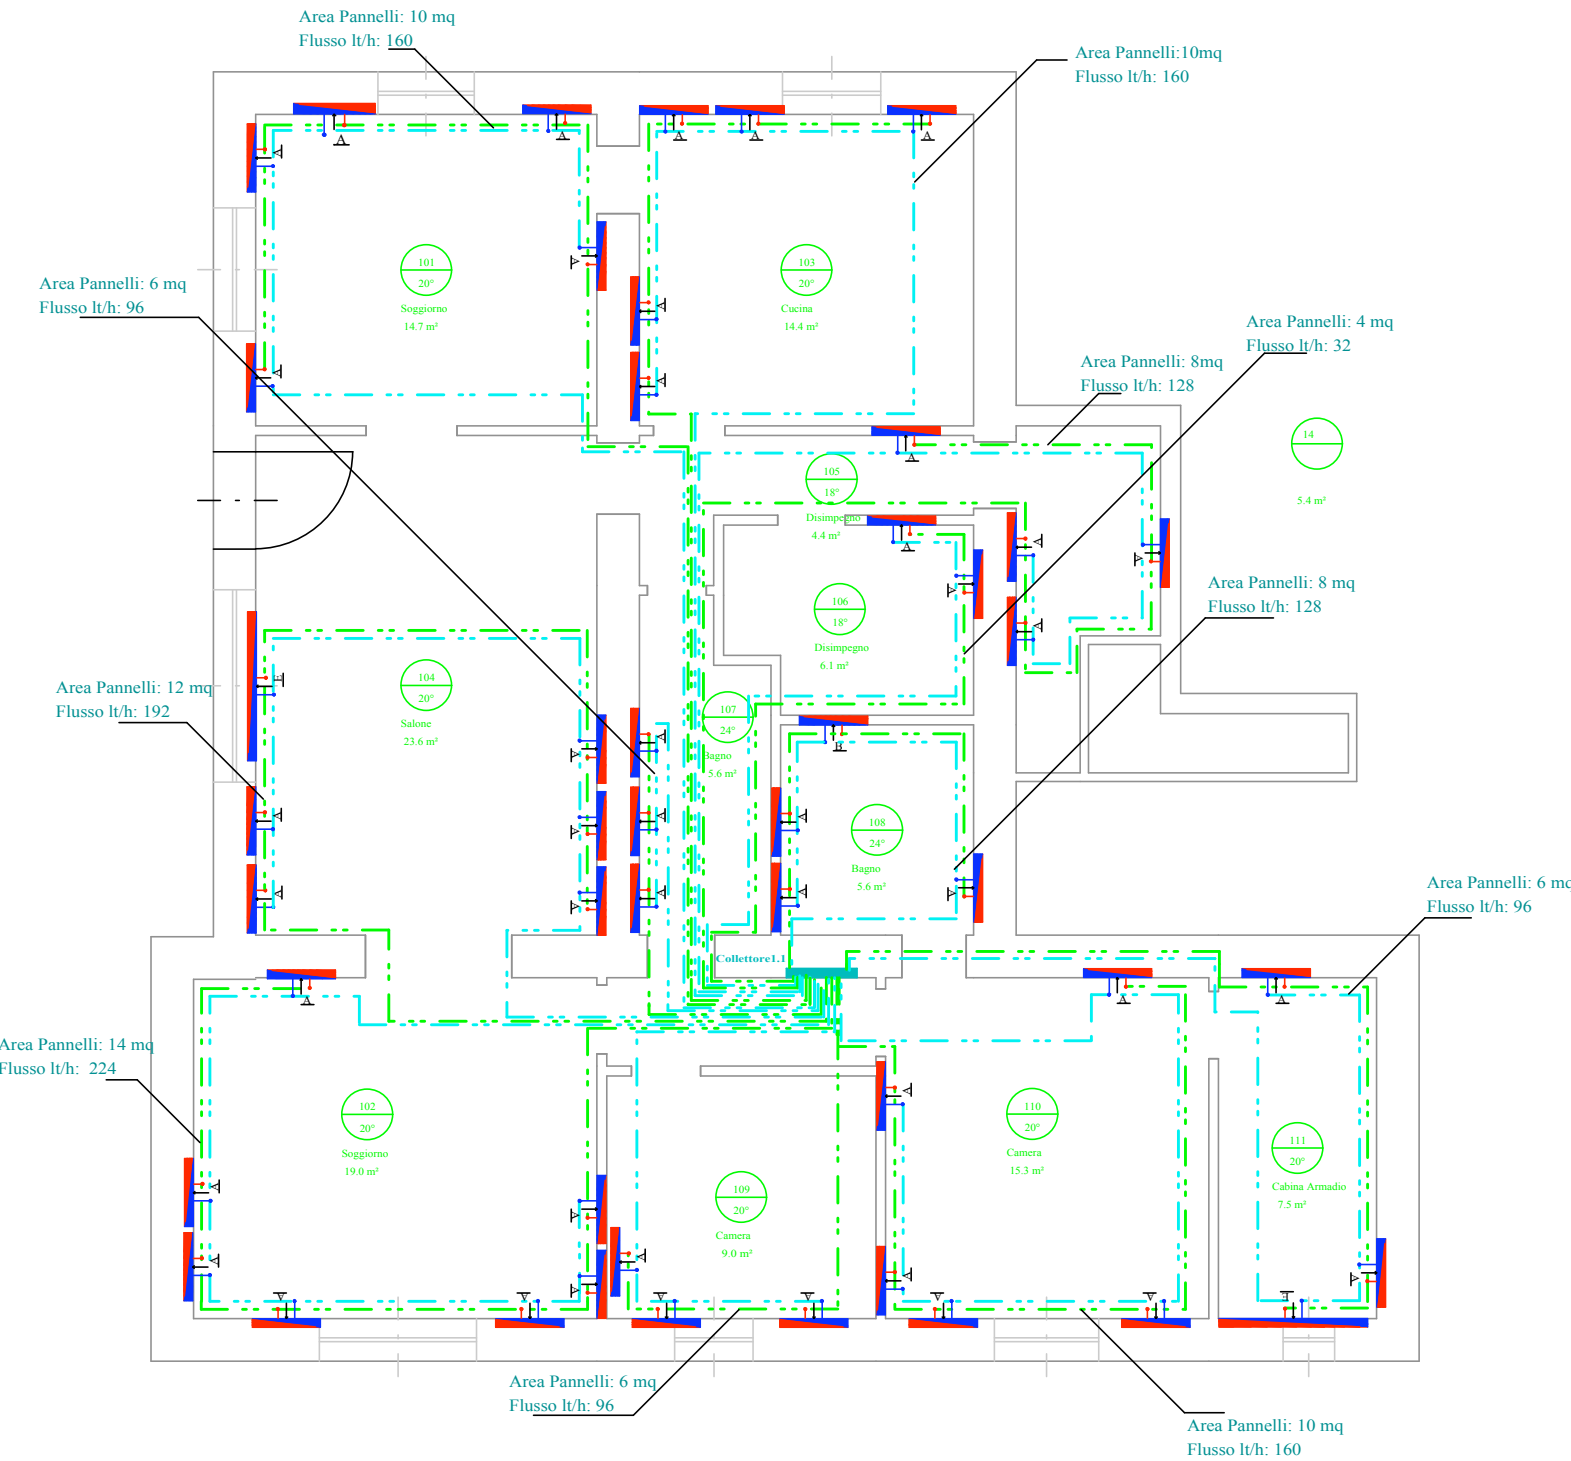 Area Pannelli: 10 mq
Flusso lt/h: 160
Area Pannelli:10mq
Flusso lt/h: 160
A
A
A
A
A
A
A
101
20°
Soggiorno
14.7 m²
103
20°
Cucina
14.4 m²
A
Area Pannelli: 6 mq
Flusso lt/h: 96
A
Area Pannelli: 4 mq
Flusso lt/h: 32
Area Pannelli: 8mq
Flusso lt/h: 128
A
A
A
14
5.4 m²
105
18°
Disimpegno
4.4 m²
A
A
A
A
106
18°
Disimpegno
6.1 m²
Area Pannelli: 8 mq
Flusso lt/h: 128
A
E
104
20°
Salone
23.6 m²
Area Pannelli: 12 mq
Flusso lt/h: 192
107
24°
Bagno
5.6 m²
B
A
A
A
A
A
A
108
24°
Bagno
5.6 m²
A
A
A
A
A
Area Pannelli: 6 mq
Flusso lt/h: 96
Collettore1.1
A
A
A
Area Pannelli: 14 mq
Flusso lt/h: 224
102
20°
Soggiorno
19.0 m²
A
110
20°
Camera
15.3 m²
111
20°
Cabina Armadio
7.5 m²
109
20°
Camera
9.0 m²
A
A
A
A
A
A
A
A
A
A
A
A
A
E
Area Pannelli: 6 mq
Flusso lt/h: 96
Area Pannelli: 10 mq
Flusso lt/h: 160